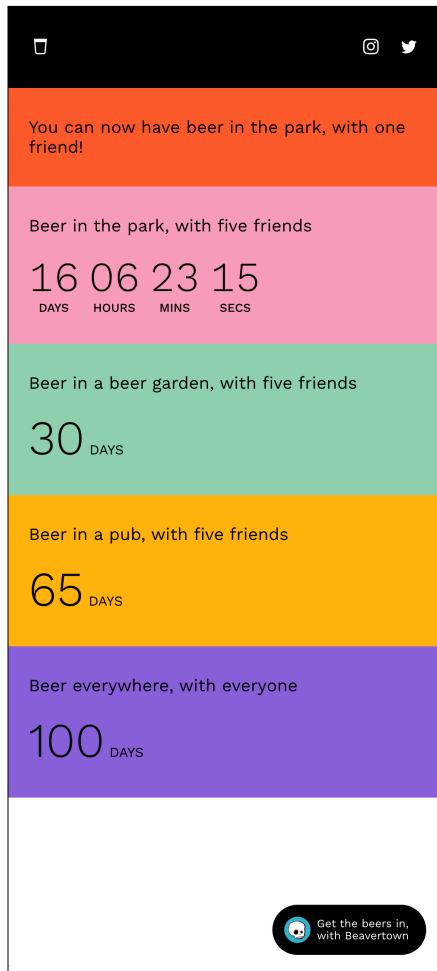 You can now have beer in the park, with one
friend!
Beer in the park, with five friends
16 06 23 15
DAYS HOURS MINS SECS
Beer in a beer garden, with five friends
30 DAYS
Beer in a pub, with five friends
65 DAYS
Beer everywhere, with everyone
100 DAYS
Get the beers in,
with Beavertown